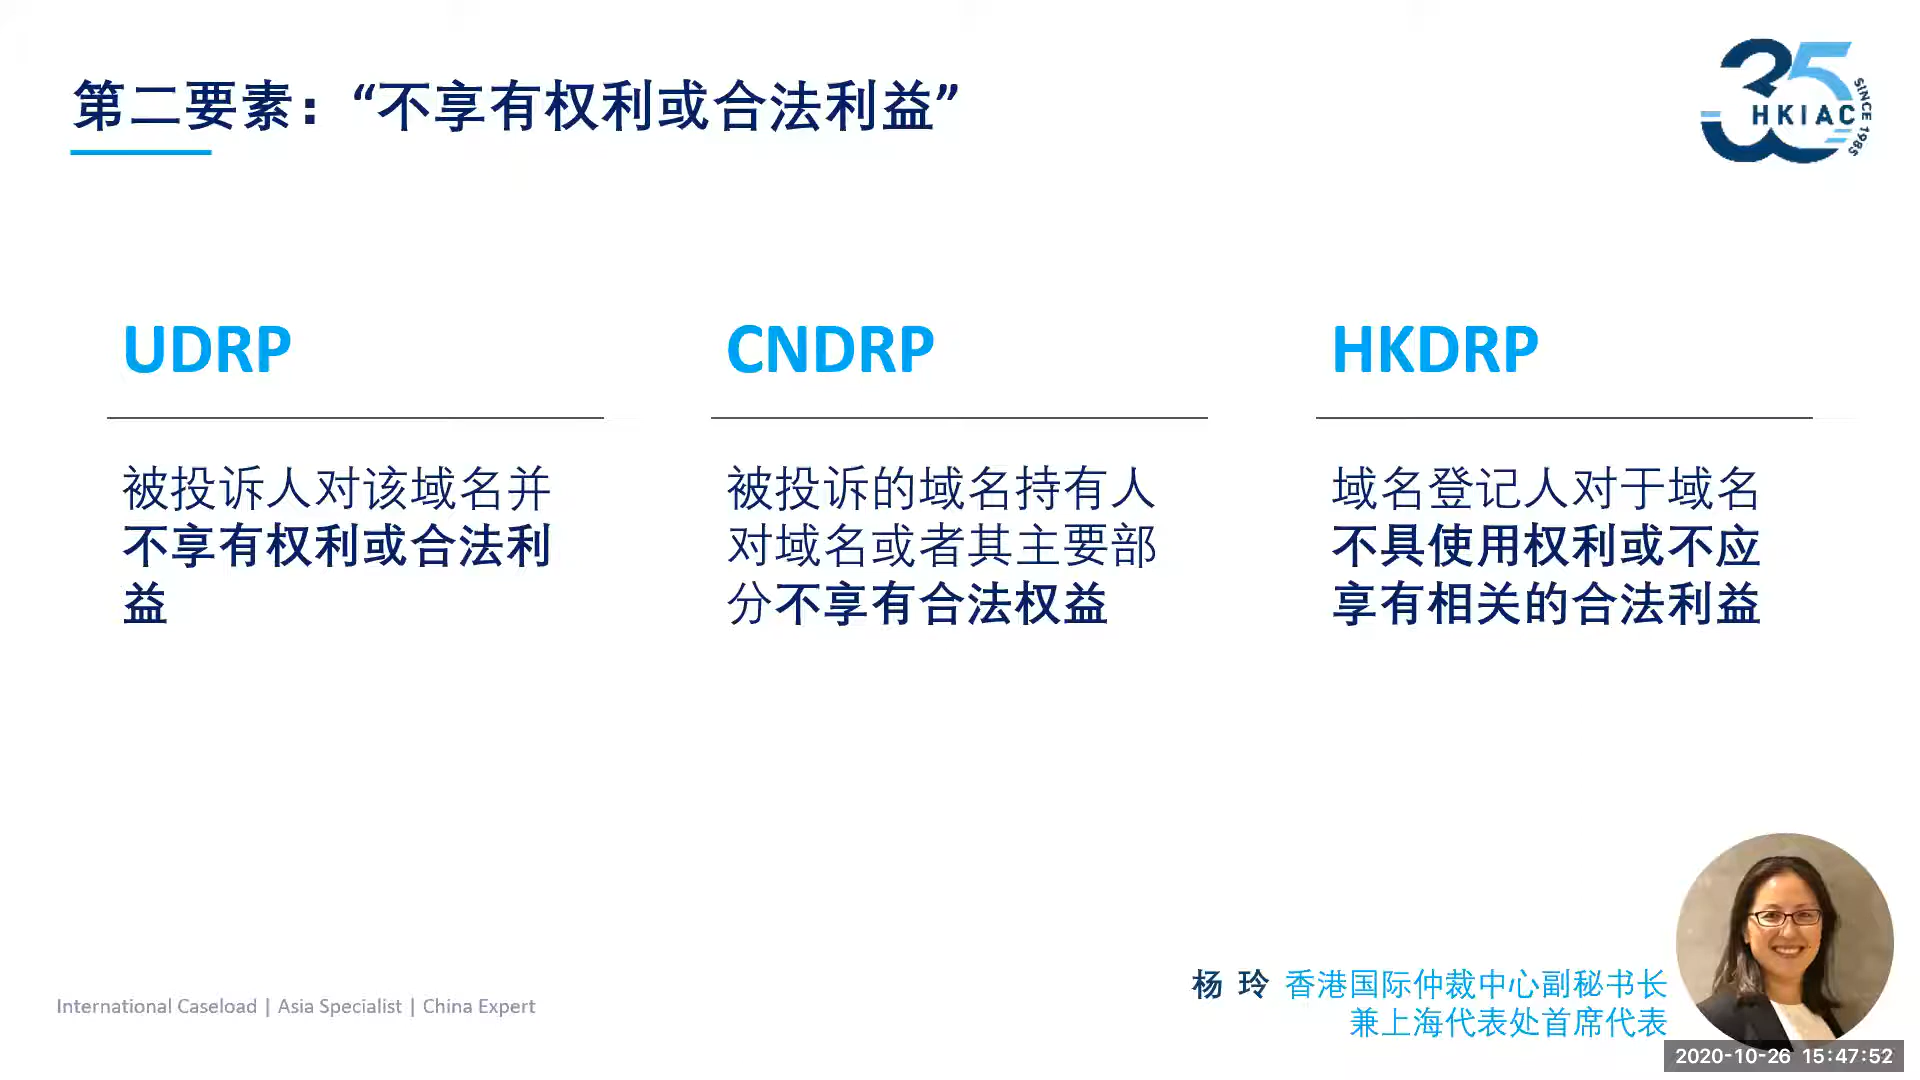 第二要素：“不享有权利或合法利益”
35
HKIAC
SINCE 1985
UDRP
被投诉人对该域名并
不享有权利或合法利
益
CNDRP
被投诉的域名持有人
对域名或者其主要部
分不享有合法权益
HKDRP
域名登记人对于域名
不具使用权利或不应
享有相关的合法利益
International Caseload | Asia Specialist | China Expert
杨 玲 香港国际仲裁中心副秘书长
兼上海代表处首席代表
2020-10-26 15:47:52